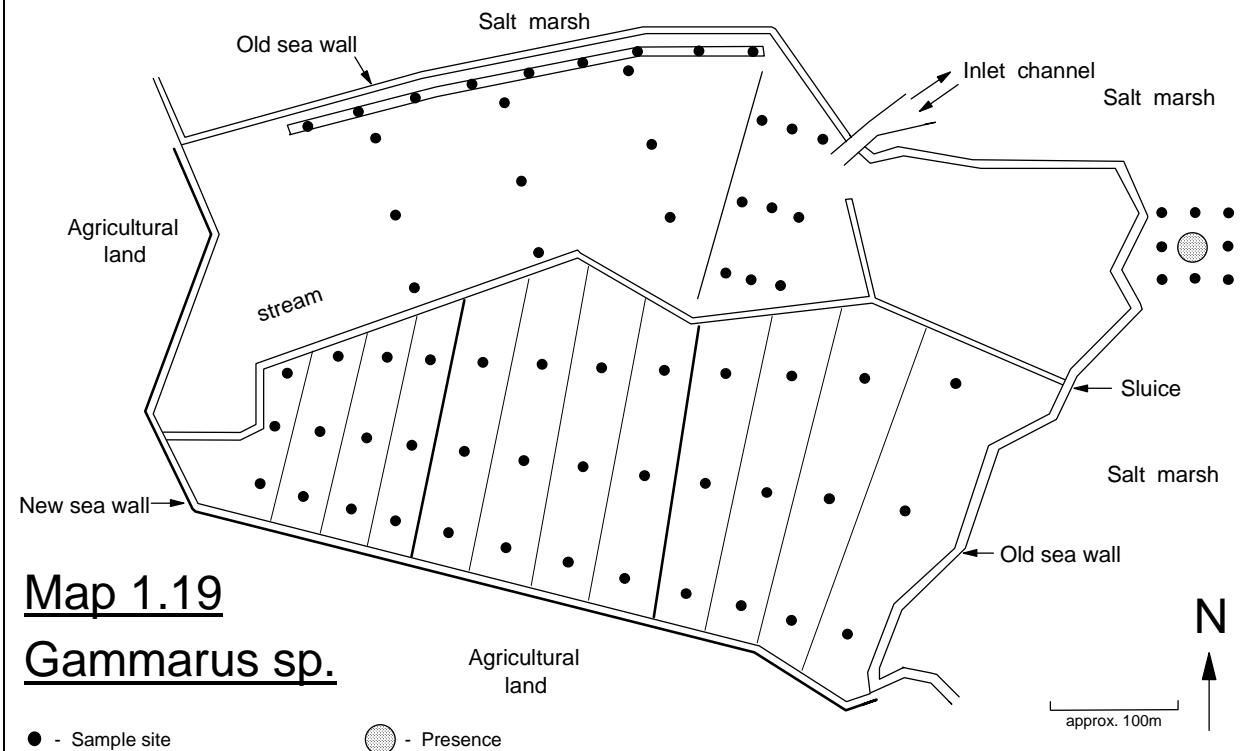 Salt marsh
Old sea wall
Inlet channel
Salt marsh
Agricultural
land
stream
Sluice
Salt marsh
New sea wall
Old sea wall
Map 1.19
Gammarus sp.
Agricultural
land
N
approx. 100m
- Sample site
- Presence